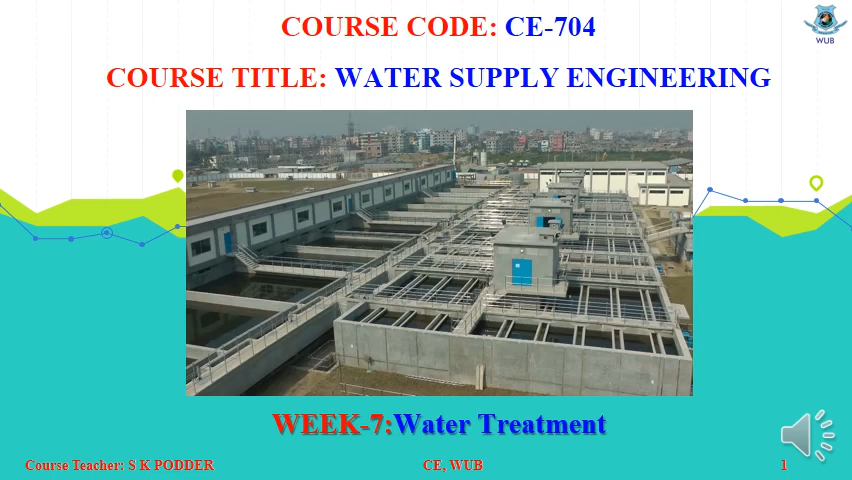 COURSE CODE: CE-704
WUB
COURSE TITLE: WATER SUPPLY ENGINEERING
WEEK-7:Water Treatment
Course Teacher: S K PODDER
CE, WUB
1